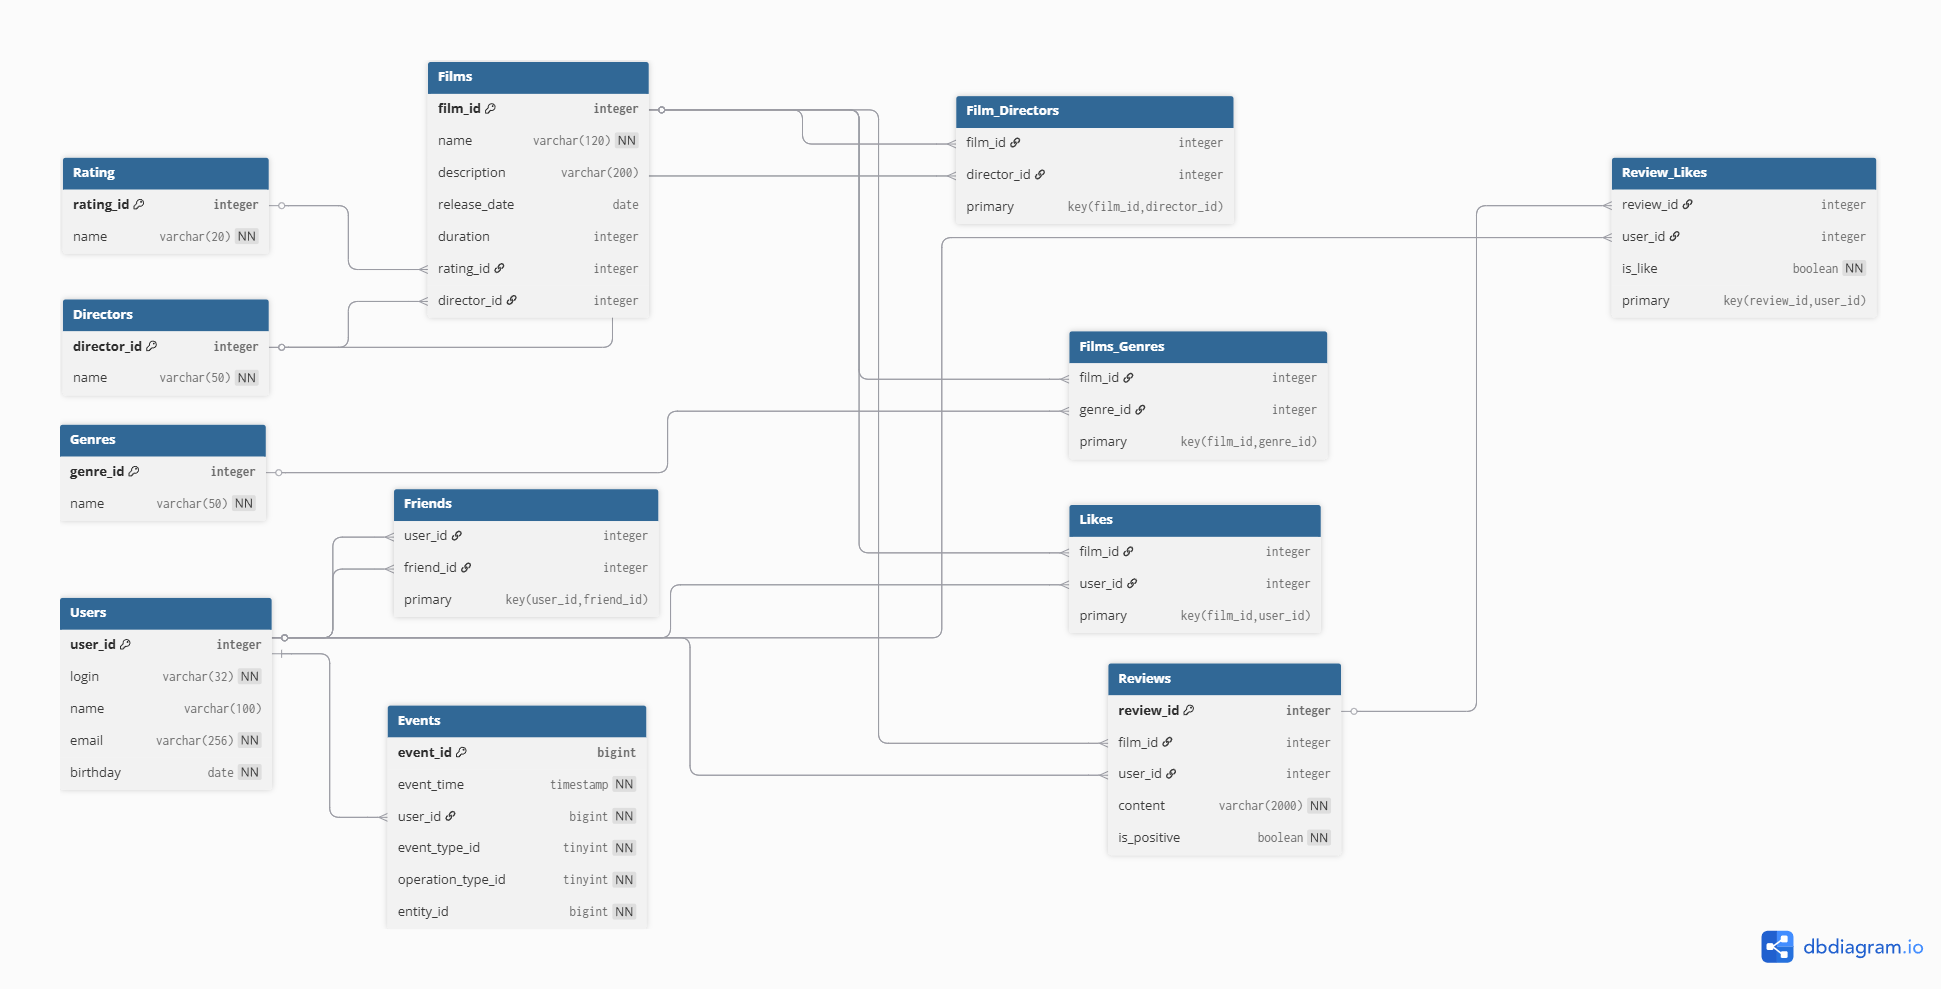 Films
film_id integer
name varchar(120) NN
description varchar(200)
release_date date
duration integer
rating_id integer
director_id integer
Rating
rating_id integer
name varchar(20) NN
Directors
director_id integer
name varchar(50) NN
Genres
genre_id integer
name varchar(50) NN
Friends
user_id integer
friend_id integer
primary key(user_id,friend_id)
Users
user_id integer
login varchar(32) NN
name varchar(100)
email varchar(256) NN
birthday date NN
Events
event_id bigint
event_time timestamp NN
user_id bigint NN
event_type_id tinyint NN
operation_type_id tinyint NN
entity_id bigint NN
Film_Directors
film_id integer
director_id integer
primary key(film_id,director_id)
Films_Genres
film_id integer
genre_id integer
primary key(film_id,genre_id)
Likes
film_id integer
user_id integer
primary key(film_id,user_id)
Reviews
review_id integer
film_id integer
user_id integer
content varchar(2000) NN
is_positive boolean NN
Review_Likes
review_id integer
user_id integer
is_like boolean NN
primary key(review_id,user_id)
dbdiagram.io